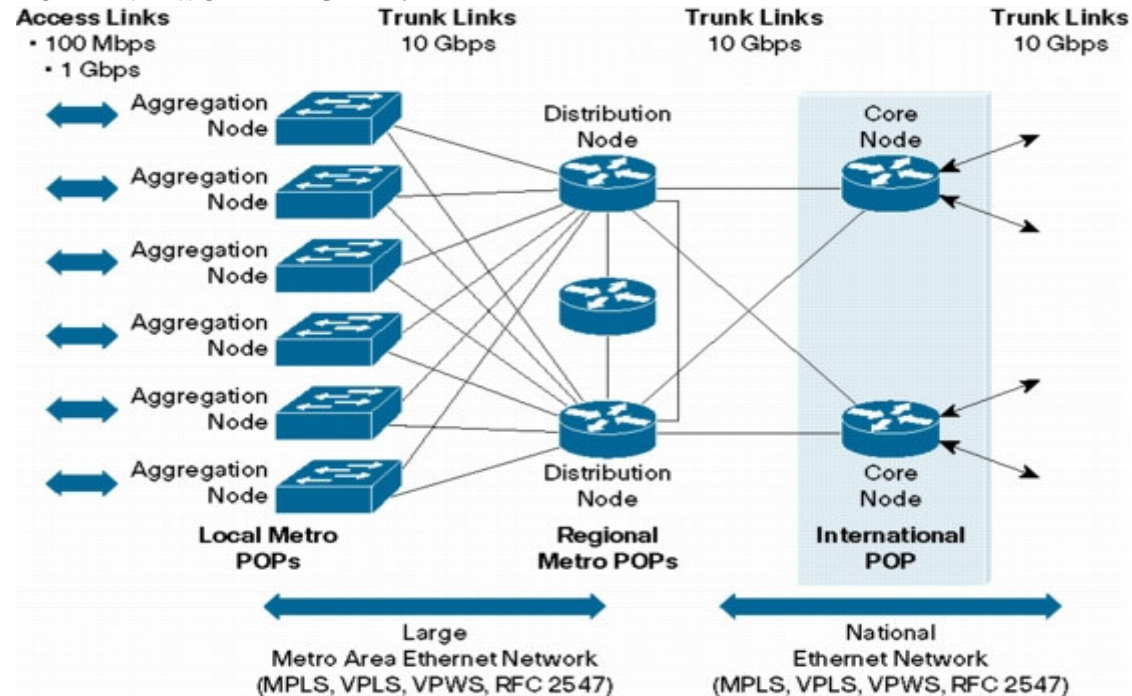 Access Links
• 100 Mbps
• 1 Gbps
Trunk Links
10 Gbps
Trunk Links
10 Gbps
Trunk Links
10 Gbps
Aggregation
Node
Aggregation
Node
Aggregation
Node
Aggregation
Node
Aggregation
Node
Aggregation
Node
Distribution
Node
Distribution
Node
Core
Node
Core
Node
Local Metro
POPs
Regional
Metro POPs
International
POP
Large
Metro Area Ethernet Network
(MPLS, VPLS, VPWS, RFC 2547)
National
Ethernet Network
(MPLS, VPLS, VPWS, RFC 2547)